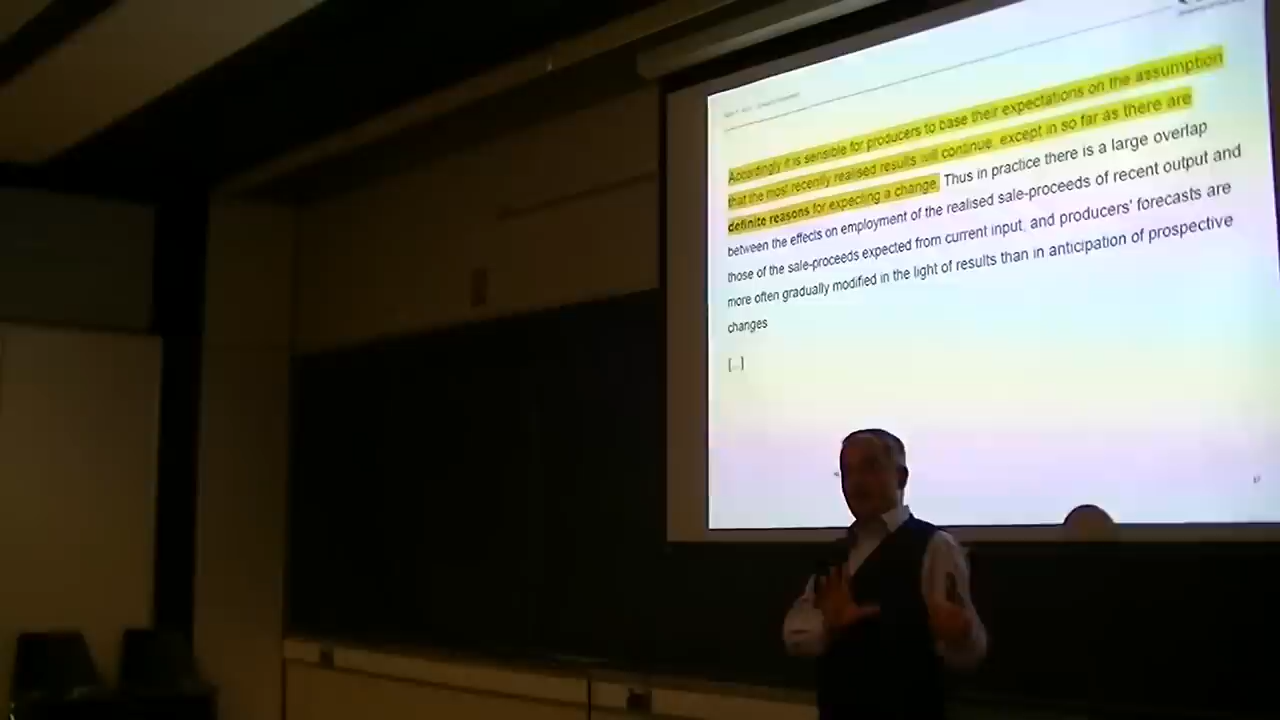 Accordingly it is sensible for producers to base their expectations on the assumption
that the most recently realised results will continue, except in so far as there are
definite reasons for expecting a change. Thus in practice there is a large overlap
between the effects on employment of the realised sale-proceeds of recent output and
those of the sale-proceeds expected from current input, and producers' forecasts are
more often gradually modified in the light of results than in anticipation of prospective
changes
[...]